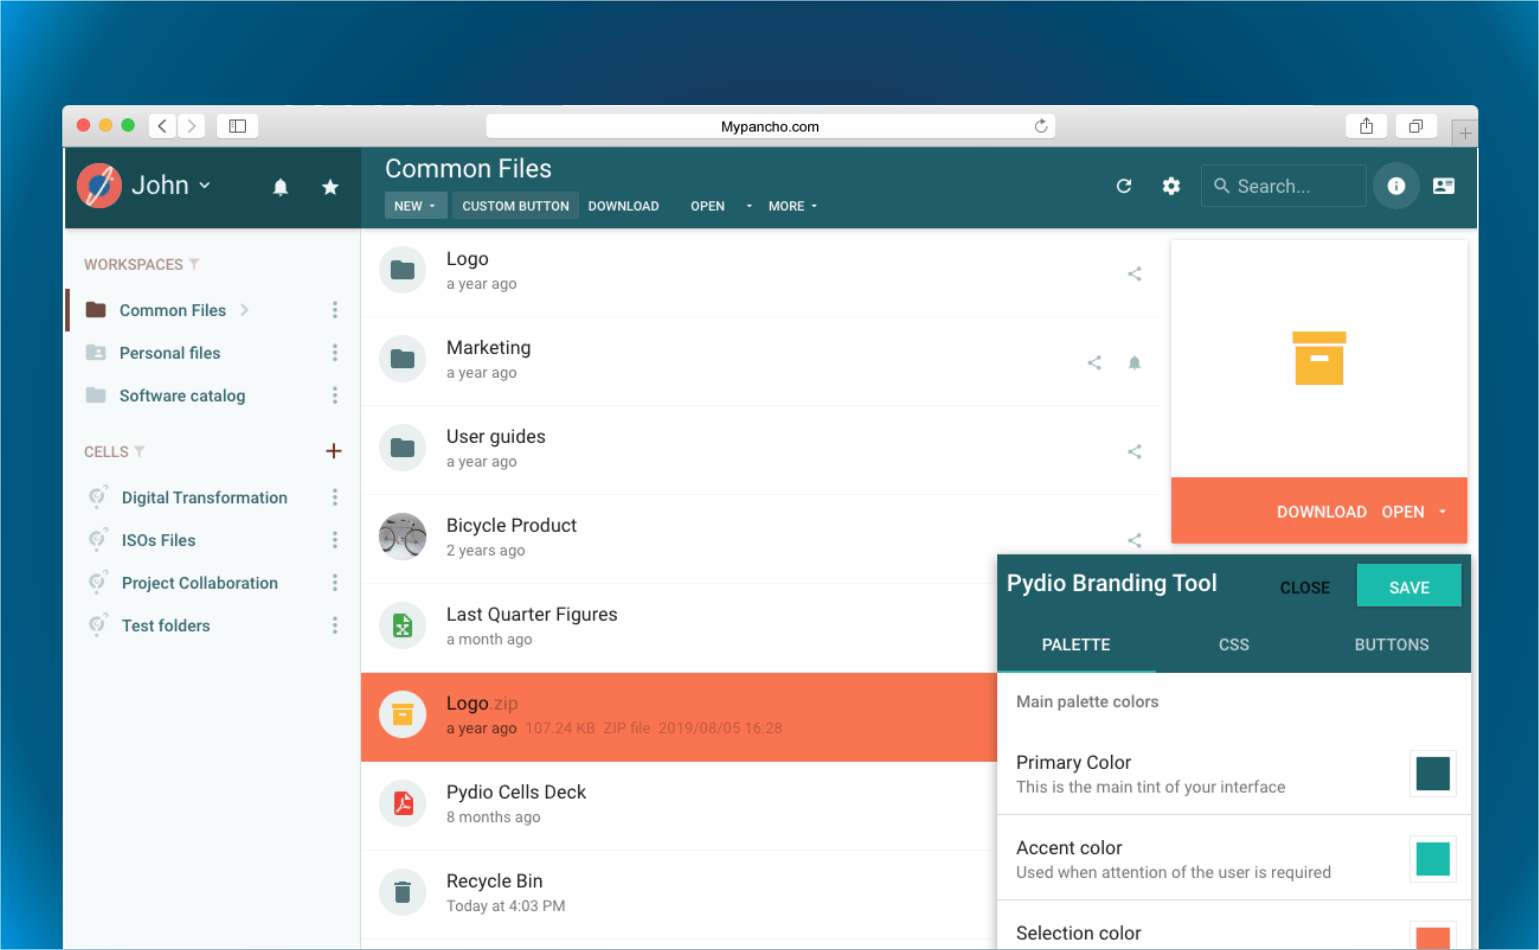 Mypancho.com
John
Common Files
NEW
CUSTOM BUTTON
DOWNLOAD
OPEN
MORE
Search...
WORKSPACES
Common Files
Personal files
Software catalog
CELLS
Digital Transformation
ISOs Files
Project Collaboration
Test folders
Logo
a year ago
Marketing
a year ago
User guides
a year ago
Bicycle Product
2 years ago
Last Quarter Figures
a month ago
Logo.zip
a year ago 107.24 KB ZIP file 2019/08/05 16:28
Pydio Cells Deck
8 months ago
Recycle Bin
Today at 4:03 PM
DOWNLOAD OPEN
Pydio Branding Tool
CLOSE
SAVE
PALETTE
CSS
BUTTONS
Main palette colors
Primary Color
This is the main tint of your interface
Accent color
Used when attention of the user is required
Selection color